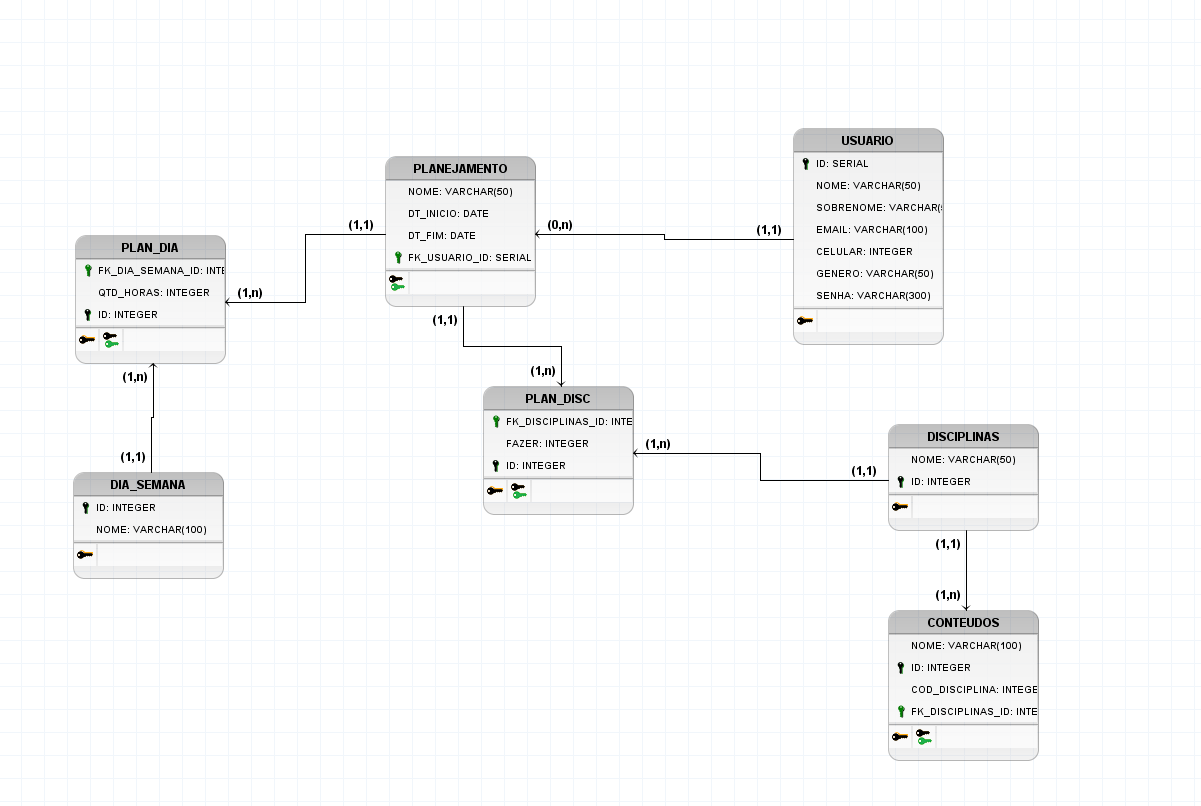 USUARIO
ID: SERIAL
NOME: VARCHAR(50)
SOBRENOME: VARCHAR(
EMAIL: VARCHAR(100)
CELULAR: INTEGER
GENERO: VARCHAR(50)
SENHA: VARCHAR(300)
PLANEJAMENTO
NOME: VARCHAR(50)
DT_INICIO: DATE
DT_FIM: DATE
FK_USUARIO_ID: SERIAL
(1,1)
(0,n)
(1,1)
PLAN_DIA
FK_DIA_SEMANA_ID: INTE
QTD_HORAS: INTEGER
ID: INTEGER
(1,n)
(1,1)
(1,n)
(1,n)
(1,1)
DIA_SEMANA
ID: INTEGER
NOME: VARCHAR(100)
PLAN_DISC
FK_DISCIPLINAS_ID: INTE
FAZER: INTEGER
ID: INTEGER
(1,n)
(1,1)
DISCIPLINAS
NOME: VARCHAR(50)
ID: INTEGER
(1,1)
(1,n)
CONTEUDOS
NOME: VARCHAR(100)
ID: INTEGER
COD_DISCIPLINA: INTEGE
FK_DISCIPLINAS_ID: INTE